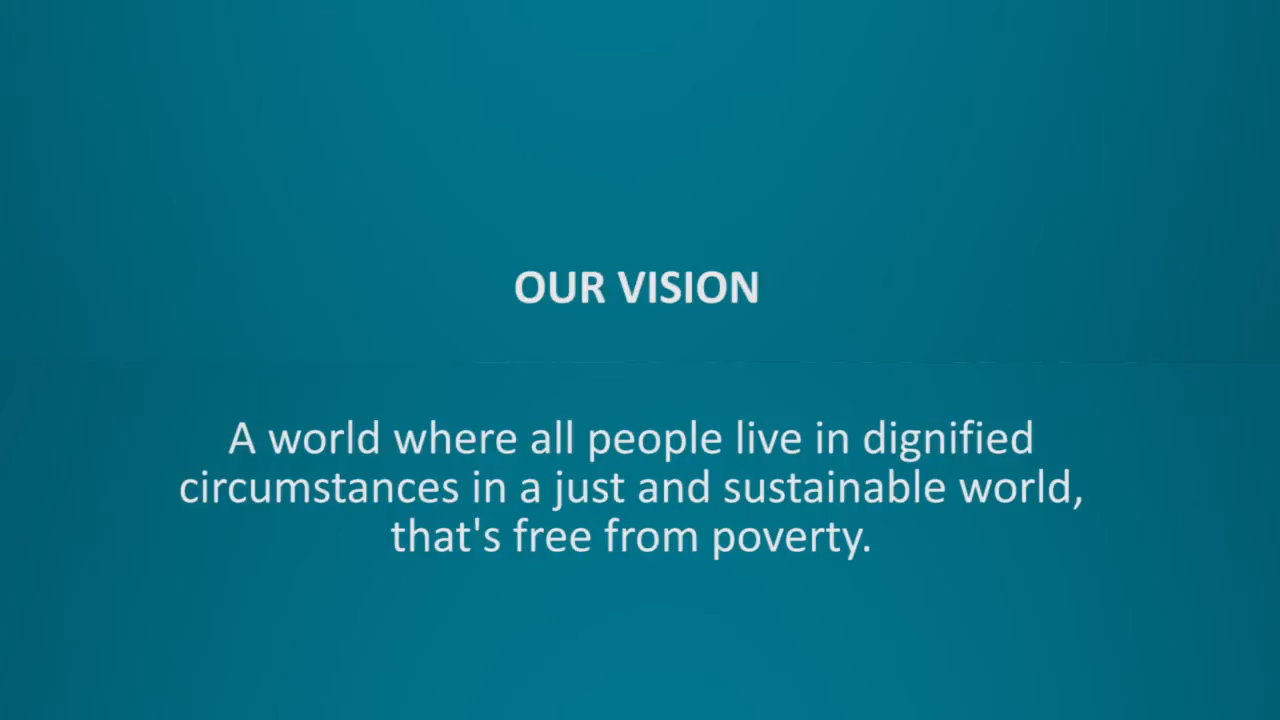 OUR VISION
A world where all people live in dignified
circumstances in a just and sustainable world,
that's free from poverty.